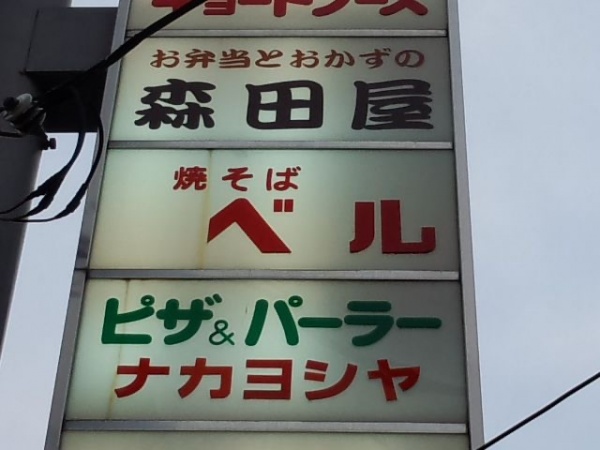 お弁当とおかずの
森田屋
焼そば
ベル
ピザ&パーラー
ナカヨシヤ